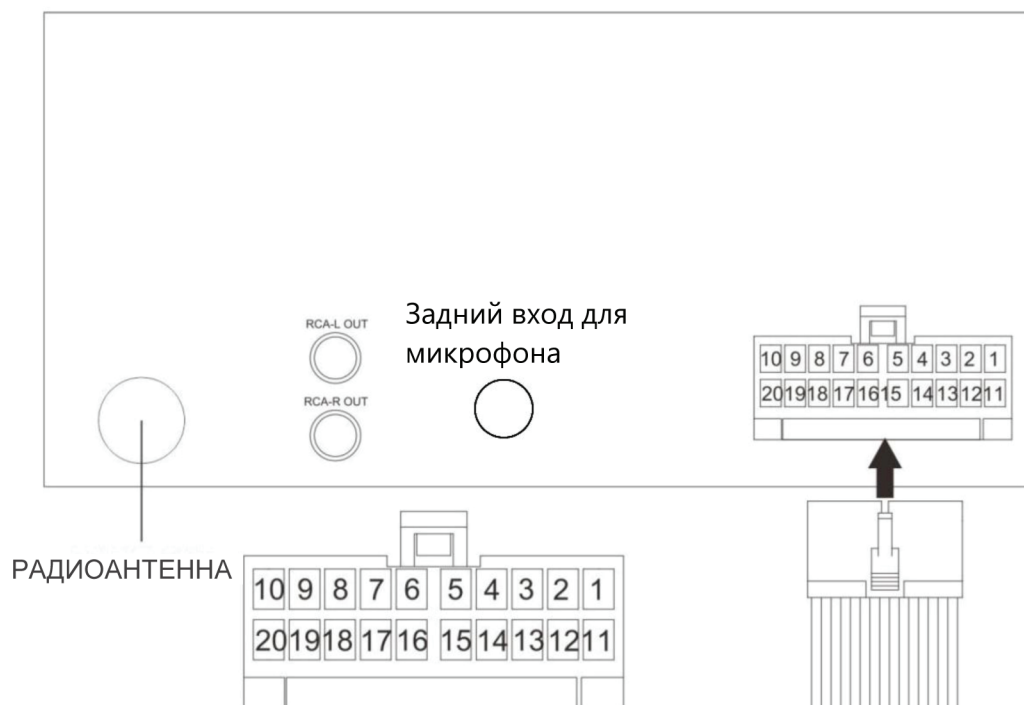 RCA-L OUT
Задний вход для
микрофона
10 9 8 7 6 5 4 3 2 1
20 19 18 17 16 15 14 13 12 11
RCA-R OUT
РАДИОАНТЕННА
10 9 8 7 6 5 4 3 2 1
20 19 18 17 16 15 14 13 12 11